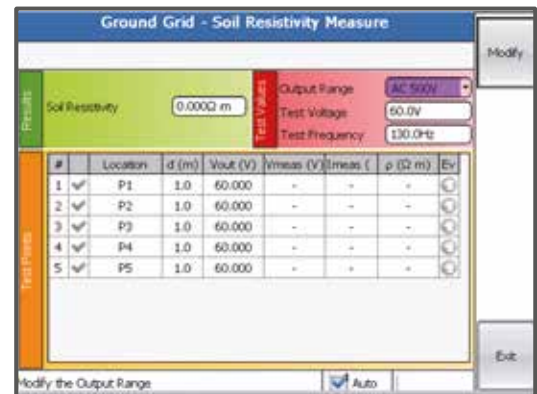 Ground Grid - Soil Resistivity Measure
Modify
Results
Soil Resistivity 0.000Ω m
Test Values
Output Range AC 500V
Test Voltage 60.0V
Test Frequency 130.0Hz
Test Points
# Location d (m) Vout (V) Vmeas (V) Imeas ( ρ (Ω m) Ev
1 P1 1.0 60.000 - - -
2 P2 1.0 60.000 - - -
3 P3 1.0 60.000 - - -
4 P4 1.0 60.000 - - -
5 P5 1.0 60.000 - - -
Exit
Modify the Output Range
Auto